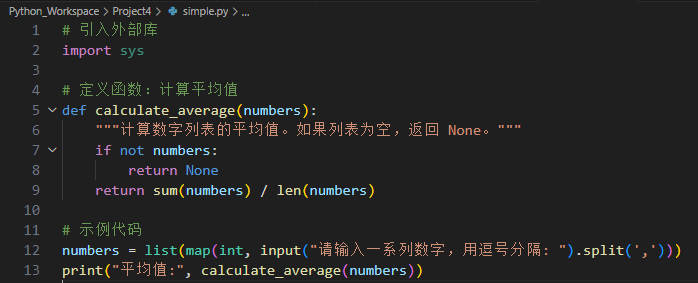 Python_Workspace > Project4 > simple.py > ...
1 # 引入外部库
2 import sys
3
4 # 定义函数: 计算平均值
5 def calculate_average(numbers):
6     """计算数字列表的平均值。如果列表为空，返回 None。"""
7     if not numbers:
8         return None
9     return sum(numbers) / len(numbers)
10
11 # 示例代码
12 numbers = list(map(int, input("请输入一系列数字，用逗号分隔: ").split(',')))
13 print("平均值:", calculate_average(numbers))